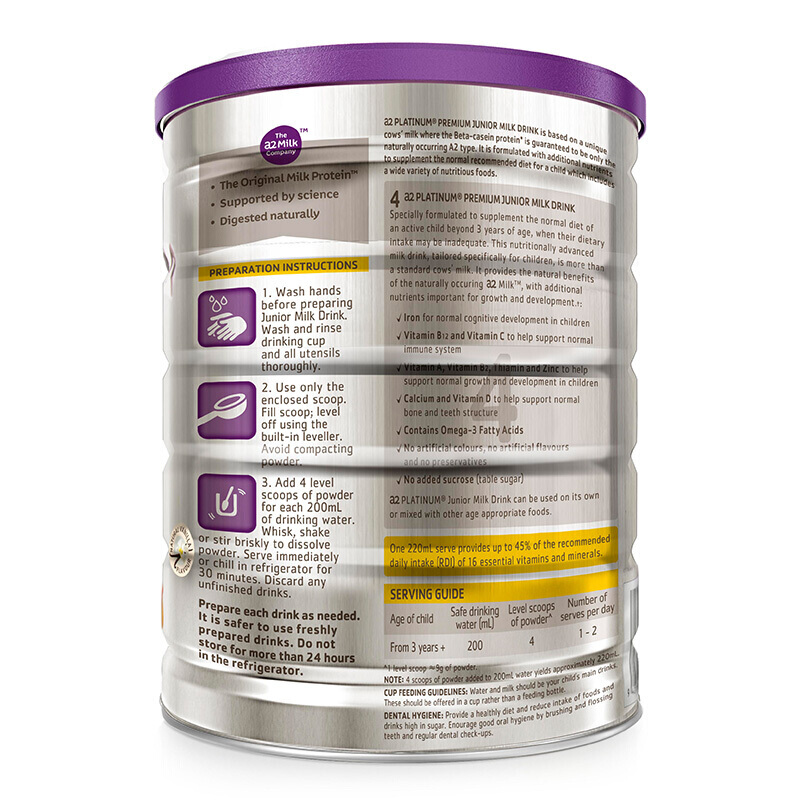 The
a2 Milk™
Company
• The Original Milk Protein™
• Supported by science
• Digested naturally
PREPARATION INSTRUCTIONS
1. Wash hands
before preparing
Junior Milk Drink.
Wash and rinse
drinking cup
and all utensils
thoroughly.
2. Use only the
enclosed scoop.
Fill scoop; level
off using the
built-in leveller.
Avoid compacting
powder.
3. Add 4 level
scoops of powder
for each 200mL
of drinking water.
Whisk, shake
or stir briskly to dissolve
powder. Serve immediately
or chill in refrigerator for
30 minutes. Discard any
unfinished drinks.
Prepare each drink as needed.
It is safer to use freshly
prepared drinks. Do not
store for more than 24 hours
in the refrigerator.
a2 PLATINUM® PREMIUM JUNIOR MILK DRINK is based on a unique
cows' milk where the Beta-casein protein* is guaranteed to be only the
naturally occurring A2 type. It is formulated with additional nutrients
to supplement the normal recommended diet for a child which includes
a wide variety of nutritious foods.
4 a2 PLATINUM® PREMIUM JUNIOR MILK DRINK
Specially formulated to supplement the normal diet of
an active child beyond 3 years of age, when their dietary
intake may be inadequate. This nutritionally advanced
milk drink, tailored specifically for children, is more than
a standard cows' milk. It provides the natural benefits
of the naturally occuring a2 Milk™, with additional
nutrients important for growth and development.‡:
✓ Iron for normal cognitive development in children
✓ Vitamin B12 and Vitamin C to help support normal
immune system
✓ Vitamin A, Vitamin B2, Thiamin and Zinc to help
support normal growth and development in children
✓ Calcium and Vitamin D to help support normal
bone and teeth structure
✓ Contains Omega-3 Fatty Acids
✓ No artificial colours, no artificial flavours
and no preservatives
✓ No added sucrose (table sugar)
4
a2 PLATINUM® Junior Milk Drink can be used on its own
or mixed with other age appropriate foods.
One 220mL serve provides up to 45% of the recommended
daily intake (RDI) of 16 essential vitamins and minerals.
SERVING GUIDE
Age of child Safe drinking water (mL) Level scoops of powder^ Number of serves per day
From 3 years + 200 4 1 - 2
^1 level scoop ≈9g of powder.
NOTE: 4 scoops of powder added to 200mL water yields approximately 220mL.
CUP FEEDING GUIDELINES: Water and milk should be your child's main drinks.
These should be offered in a cup rather than a feeding bottle.
DENTAL HYGIENE: Provide a healthy diet and reduce intake of foods and
drinks high in sugar. Enourage good oral hygiene by brushing and flossing
teeth and regular dental check-ups.